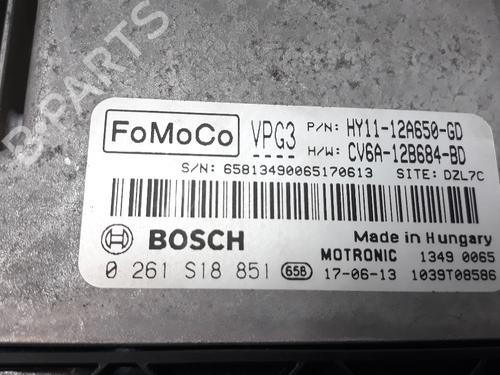 B-PARTS
FoMoCo VPG3 P/N: HY11-12A650-GD
H/W: CV6A-12B684-BD
S/N: 65813490065170613 SITE: DZL7C
BOSCH Made in Hungary
MOTRONIC 1349 0065
0 261 S18 851 658 17-06-13 1039T08586